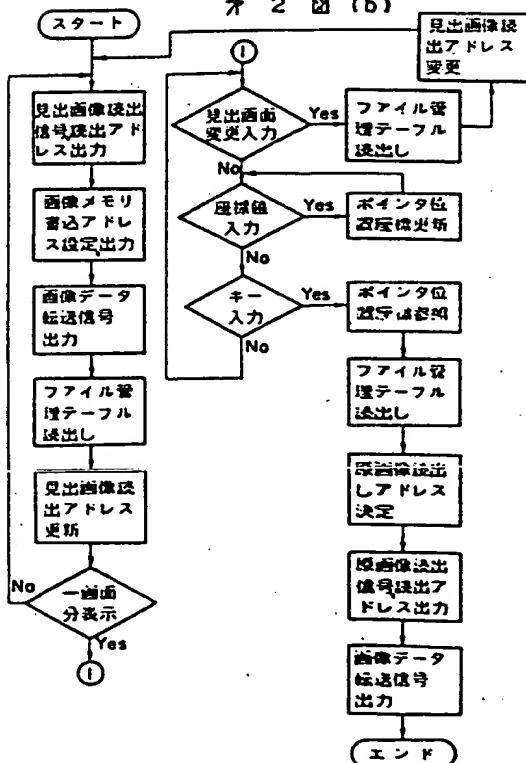 オ 2 図 (b)
スタート
見出画像読出
信号,読出アド
レス出力
画像メモリ
書込アドレ
ス設定出力
画像データ
転送信号
出力
ファイル管
理テーブル
読出し
見出画像読
出アドレス
更新
一画面
分表示
No
Yes
1
1
見出画面
変更入力
Yes
No
ファイル管
理テーブル
読出し
見出画像読
出アドレス
変更
座標値
入力
Yes
No
ポインタ位
置座標更新
キー
入力
Yes
No
ポインタ位
置座標参照
ファイル管
理テーブル
読出し
原画像読出
しアドレス
決定
原画像読出
信号,読出ア
ドレス出力
画像データ
転送信号
出力
エンド